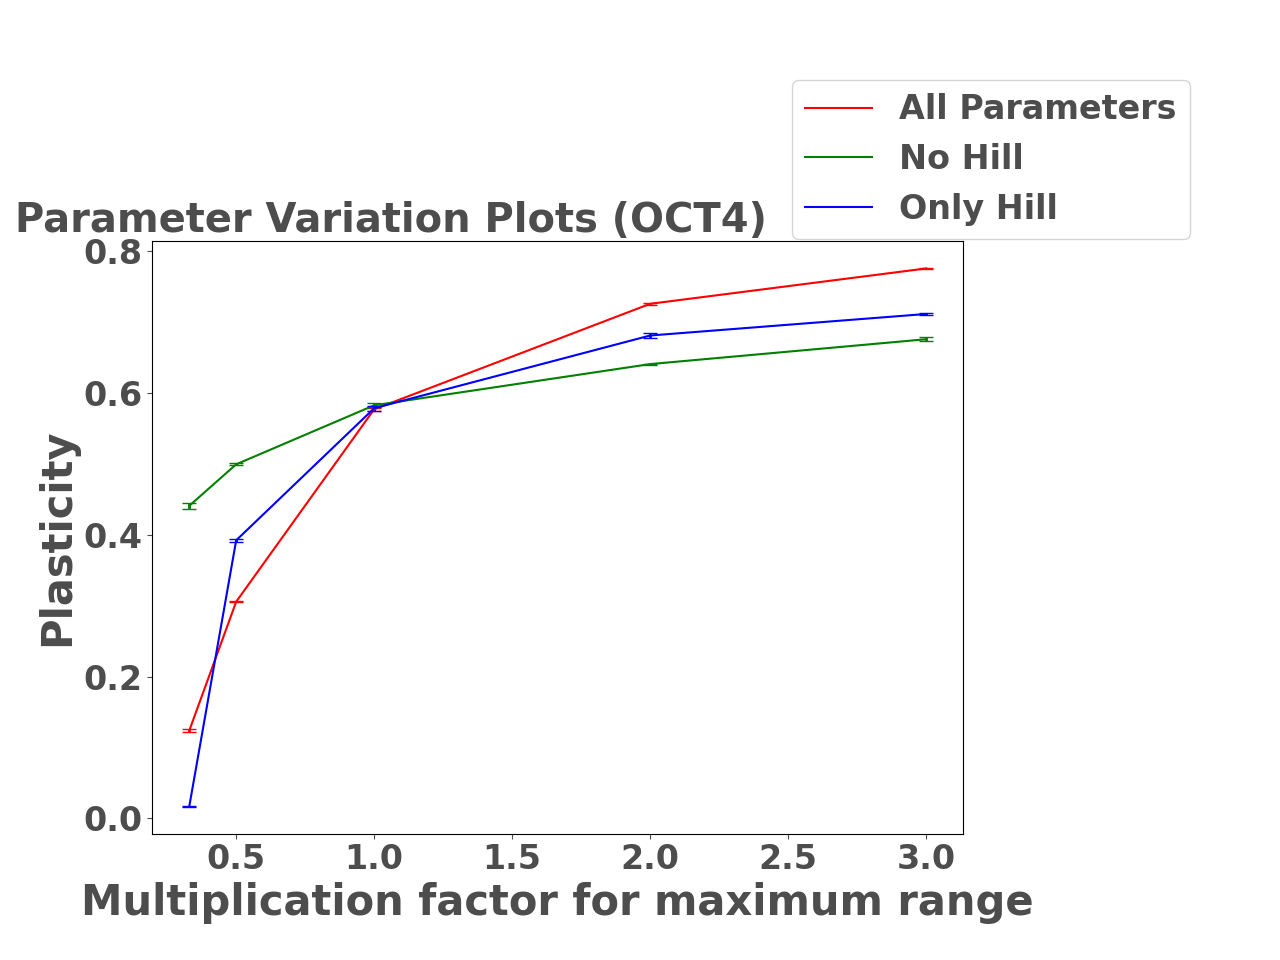 All Parameters
No Hill
Only Hill
Parameter Variation Plots (OCT4)
0.8
0.6
0.4
0.2
0.0
Plasticity
0.5 1.0 1.5 2.0 2.5 3.0
Multiplication factor for maximum range